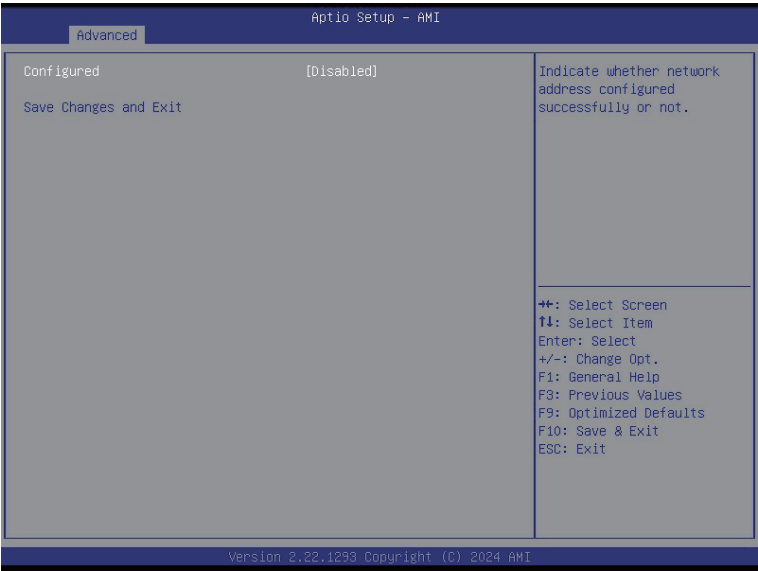 Aptio Setup – AMI
Advanced
Configured [Disabled]
Save Changes and Exit
Indicate whether network
address configured
successfully or not.
→←: Select Screen
↑↓: Select Item
Enter: Select
+/-: Change Opt.
F1: General Help
F3: Previous Values
F9: Optimized Defaults
F10: Save & Exit
ESC: Exit
Version 2.22.1293 Copyright (C) 2024 AMI